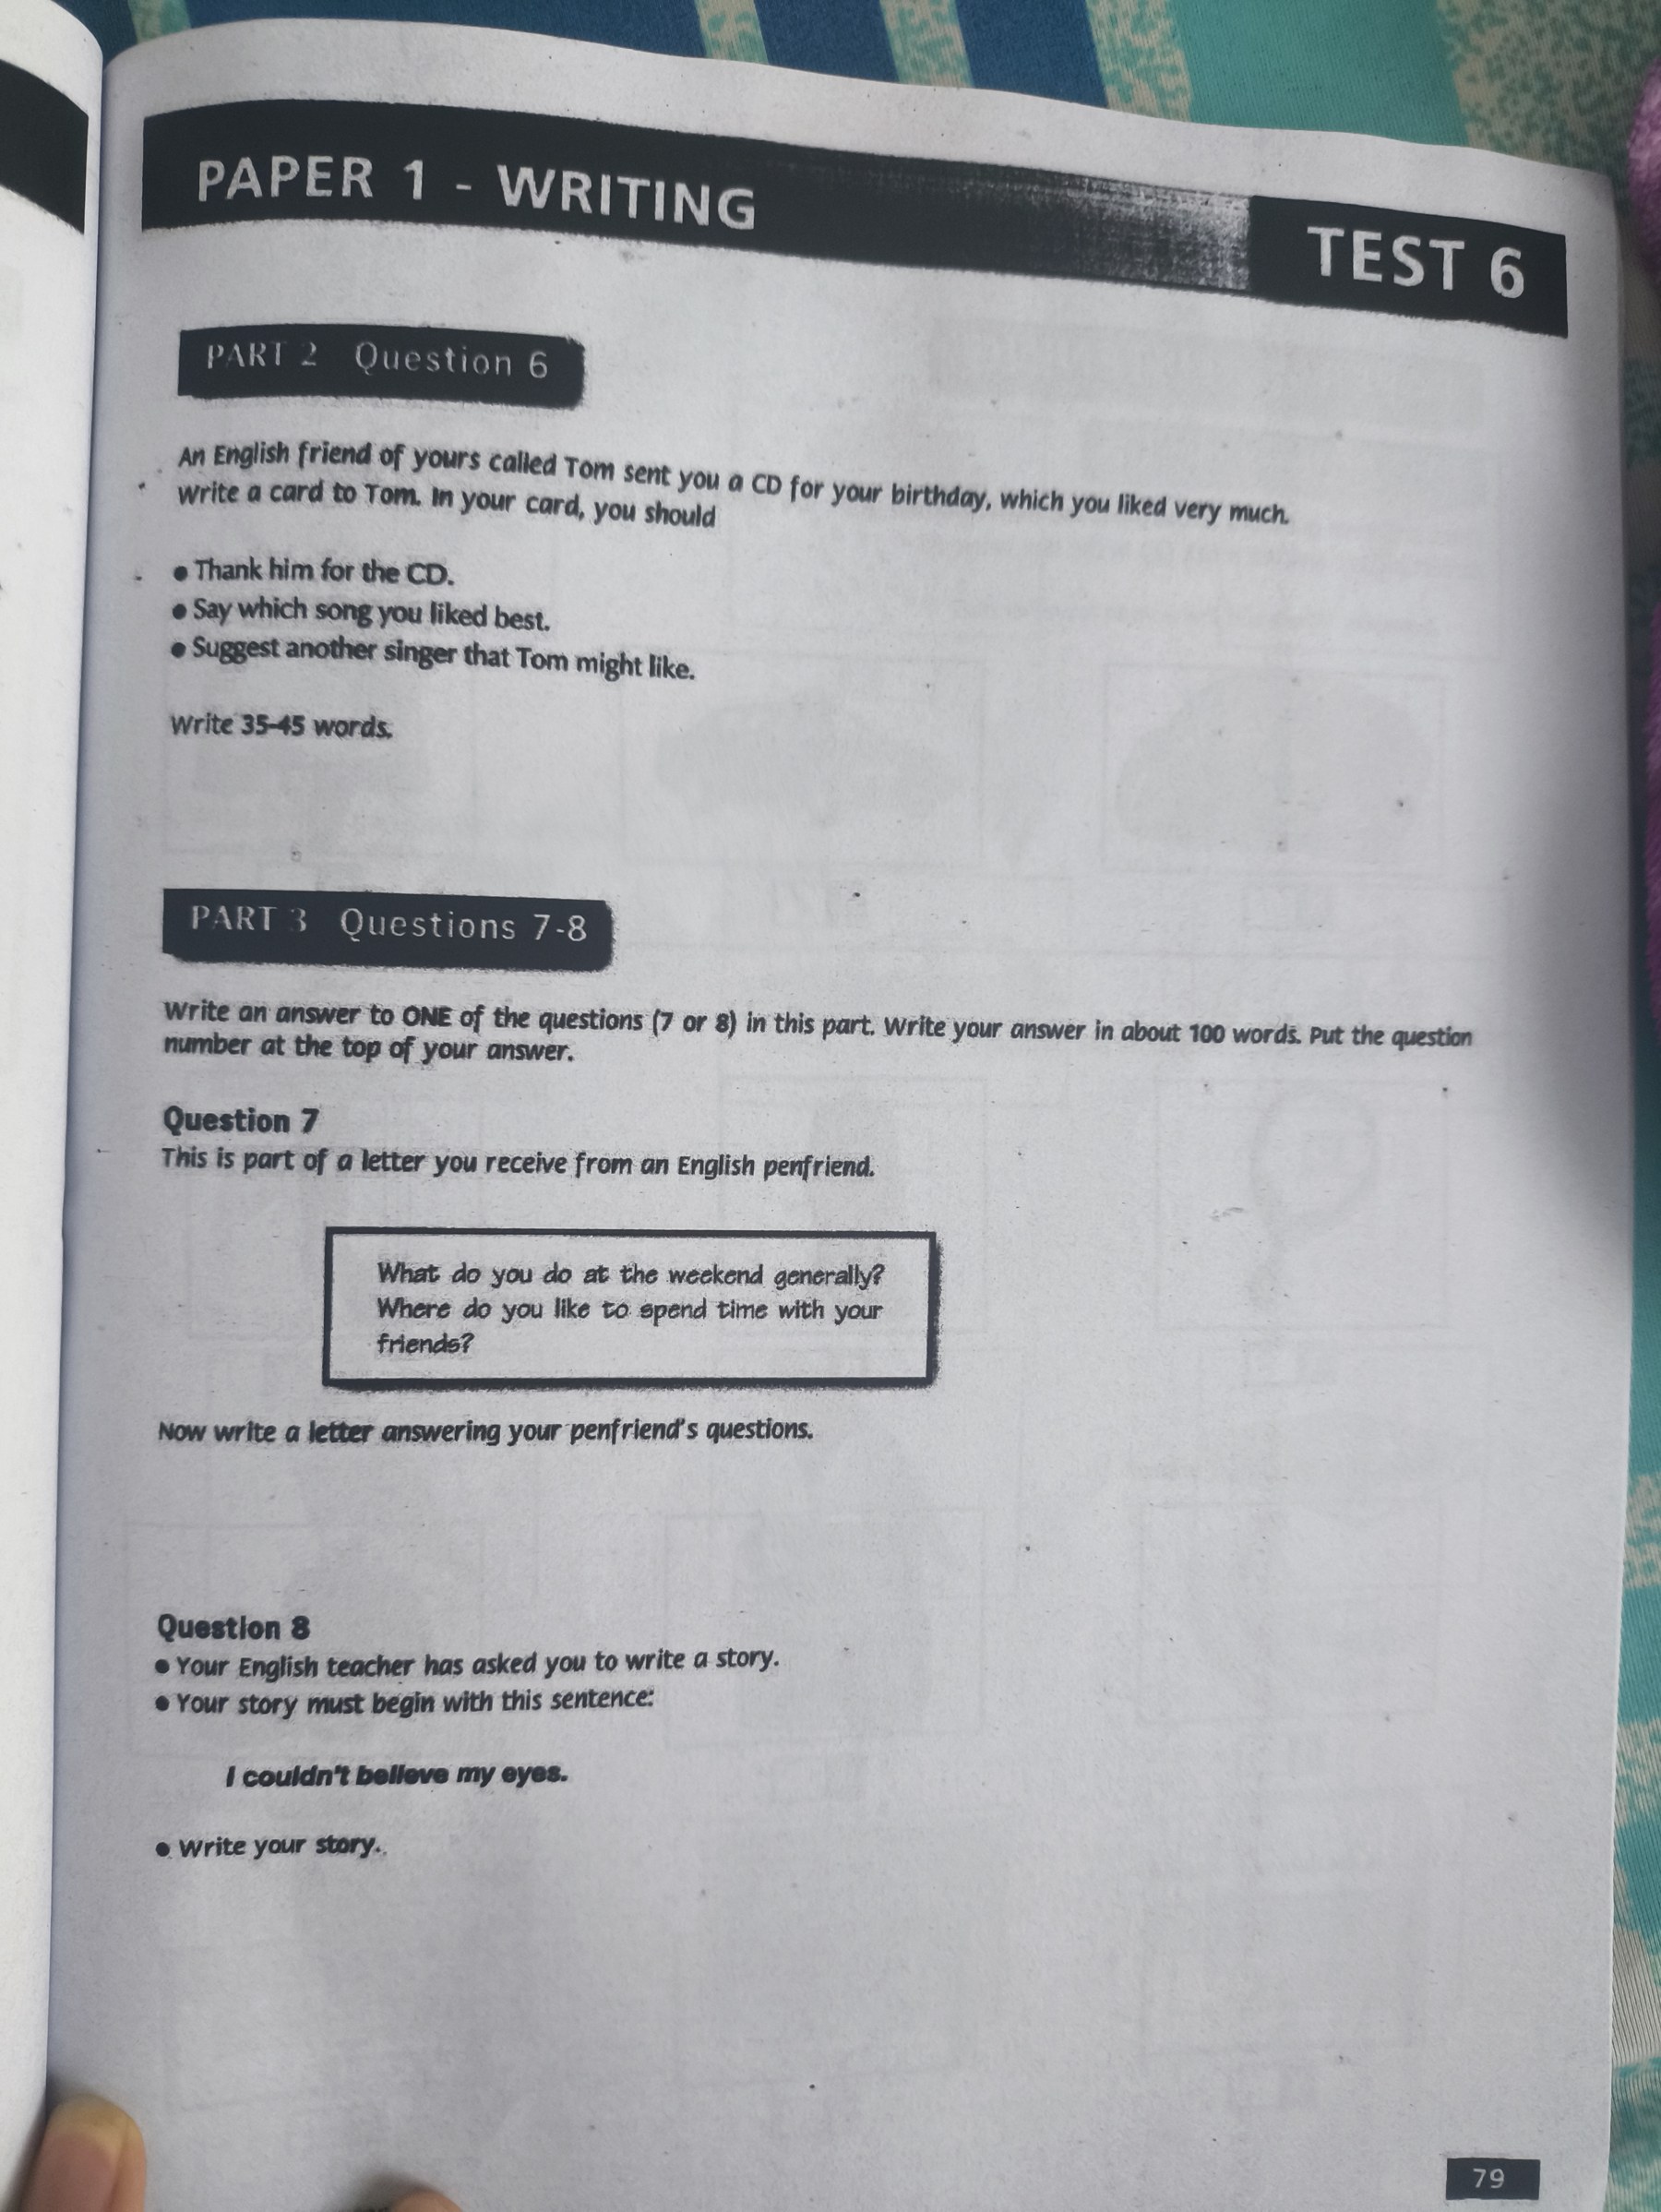 PAPER 1 - WRITING
TEST 6
PART 2 Question 6
An English friend of yours called Tom sent you a CD for your birthday, which you liked very much.
Write a card to Tom. In your card, you should
• Thank him for the CD.
• Say which song you liked best.
• Suggest another singer that Tom might like.
Write 35-45 words.
PART 3 Questions 7-8
Write an answer to ONE of the questions (7 or 8) in this part. Write your answer in about 100 words. Put the question
number at the top of your answer.
Question 7
This is part of a letter you receive from an English penfriend.
What do you do at the weekend generally?
Where do you like to spend time with your
friends?
Now write a letter answering your penfriend's questions.
Question 8
• Your English teacher has asked you to write a story.
• Your story must begin with this sentence:
I couldn't believe my eyes.
• Write your story.
79